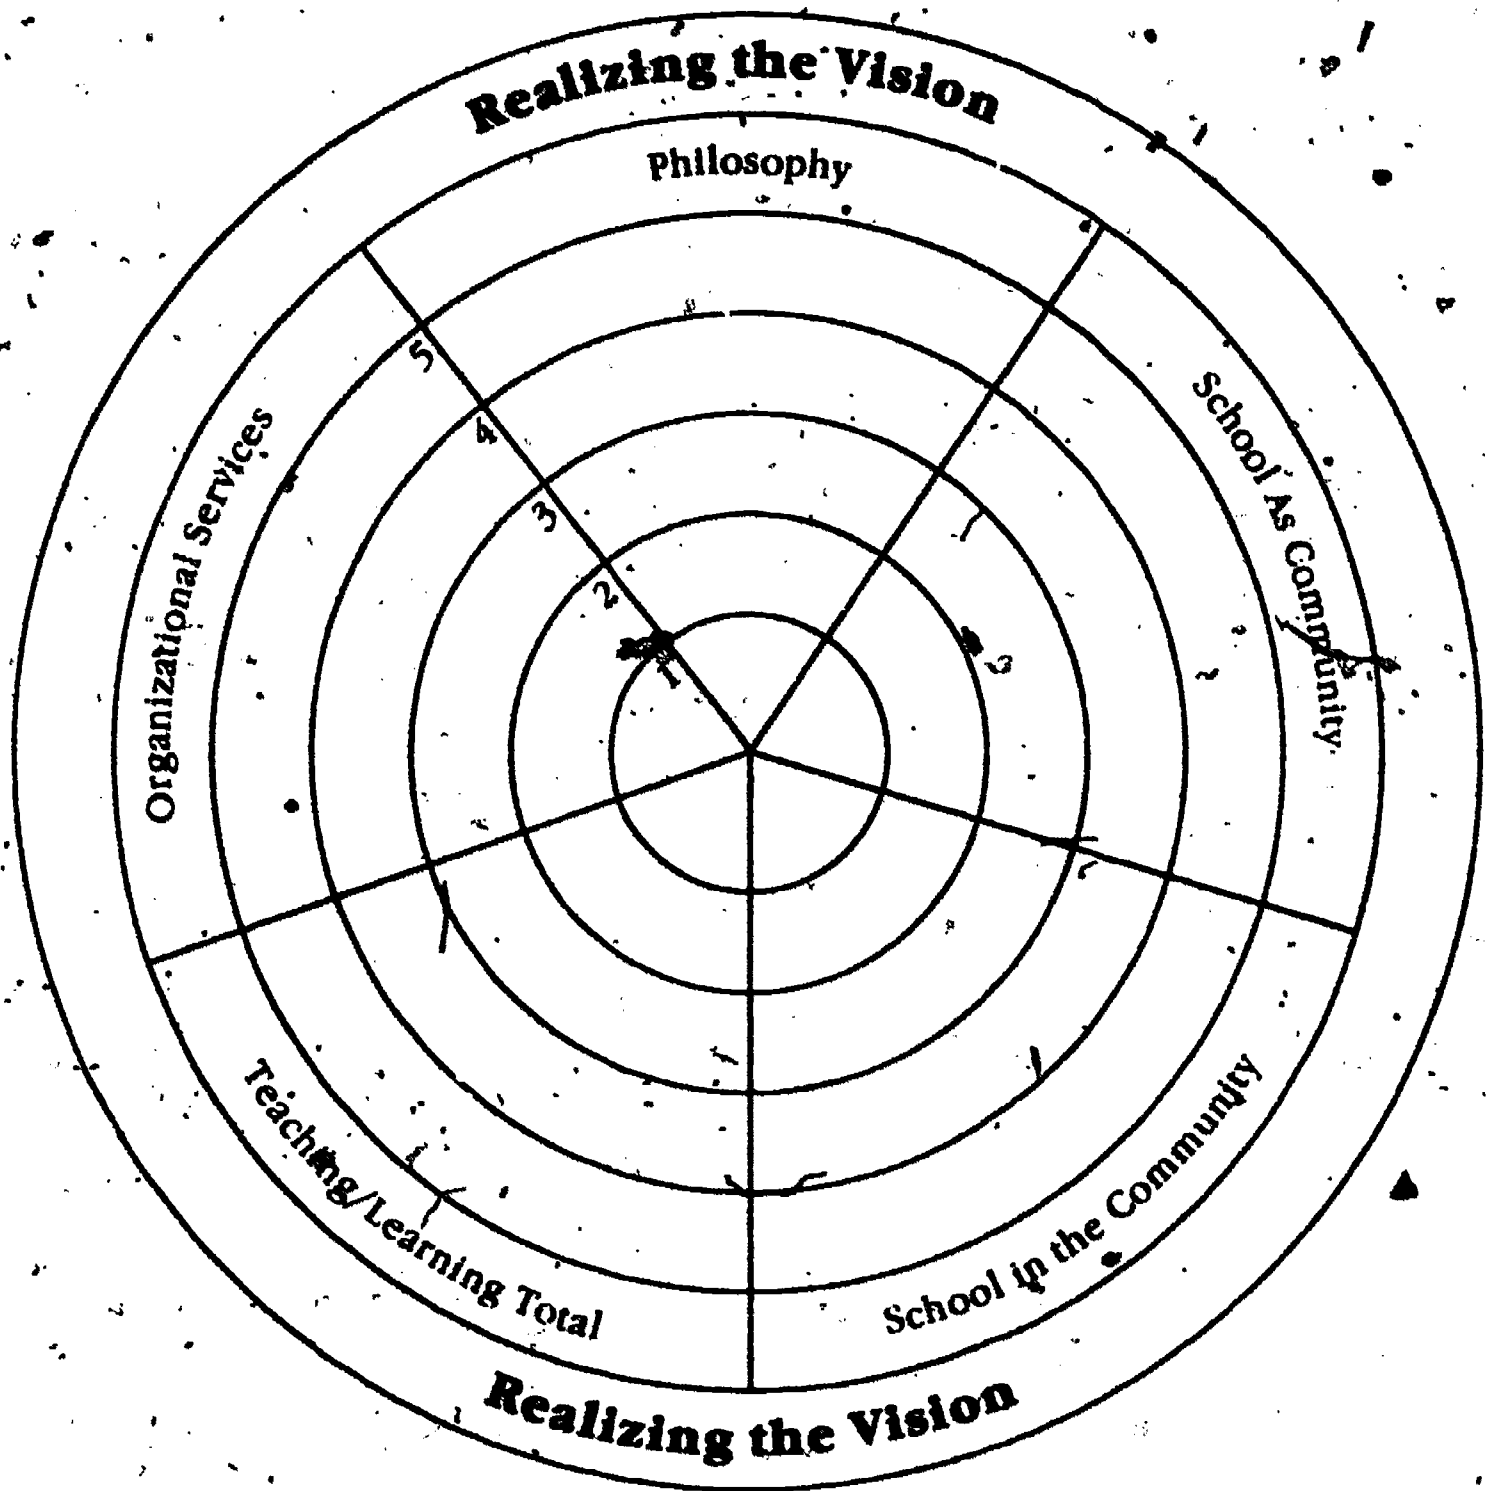 Realizing the Vision
Philosophy
School As Community
School in the Community
Teaching/Learning Total
Organizational Services
5
4
3
2
1
Realizing the Vision